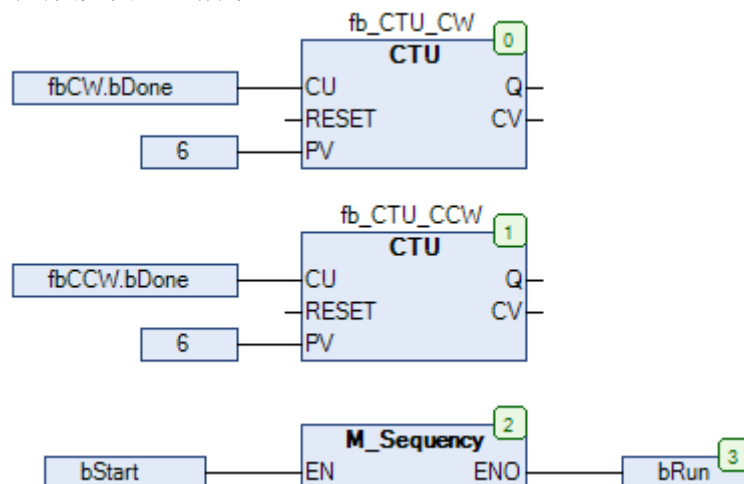 fb_CTU_CW
0
CTU
fbCW.bDone CU Q
RESET CV
6 PV
fb_CTU_CCW
1
CTU
fbCCW.bDone CU Q
RESET CV
6 PV
2
M_Sequency
bStart EN ENO bRun 3